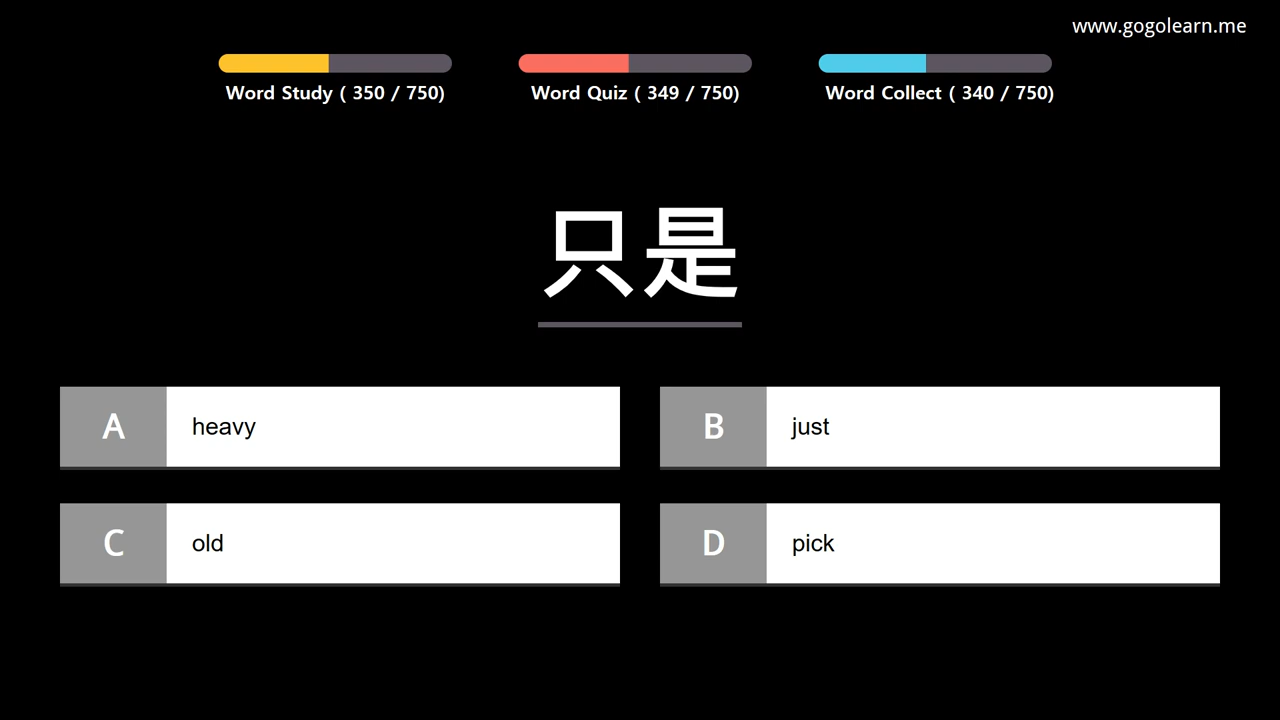 www.gogolearn.me
Word Study ( 350 / 750)
Word Quiz ( 349 / 750)
Word Collect ( 340 / 750)
只是
A heavy
B just
C old
D pick